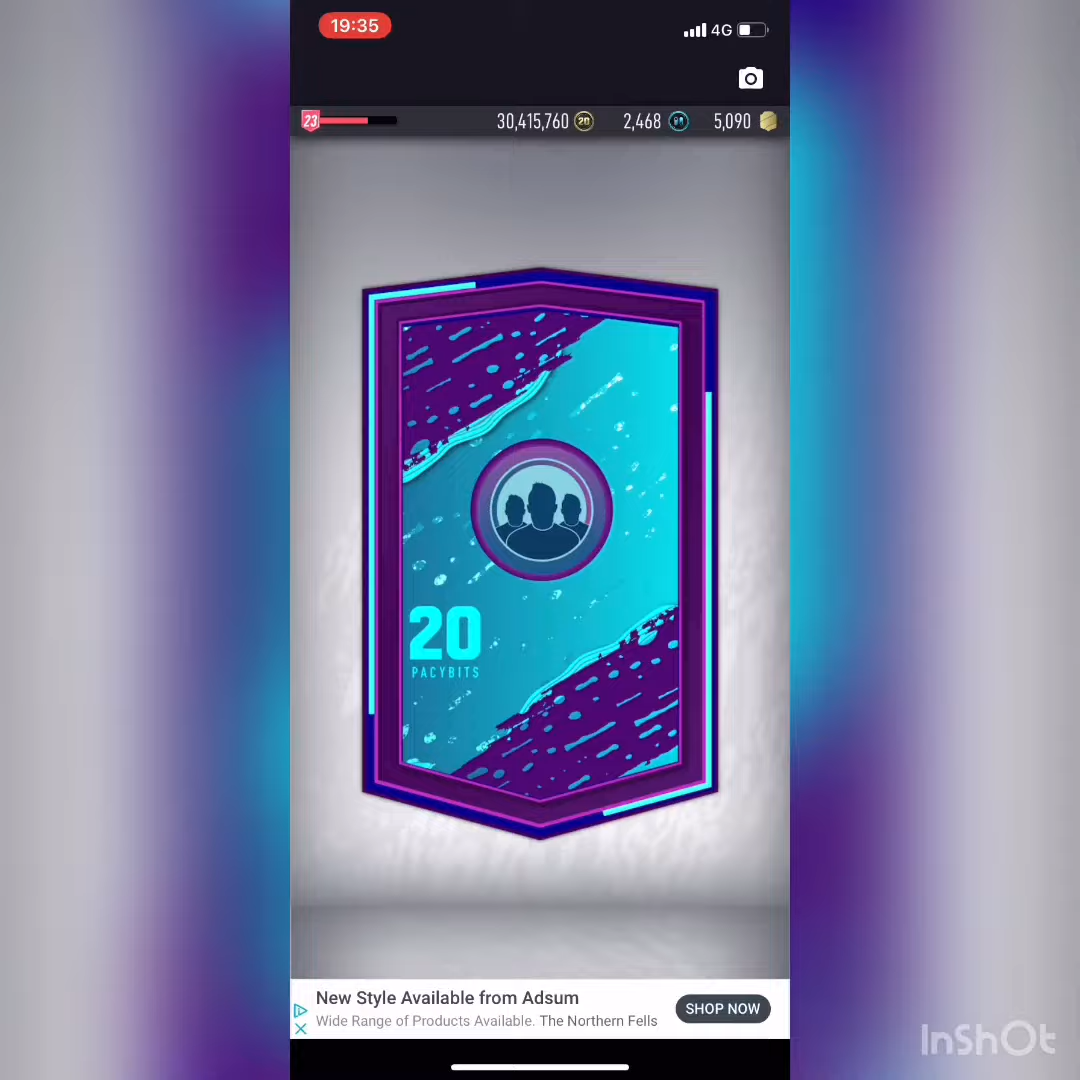 19:35
4G
23
30,415,760 20 2,468 5,090
20
PACYBITS
New Style Available from Adsum
SHOP NOW
Wide Range of Products Available. The Northern Fells
InShOt